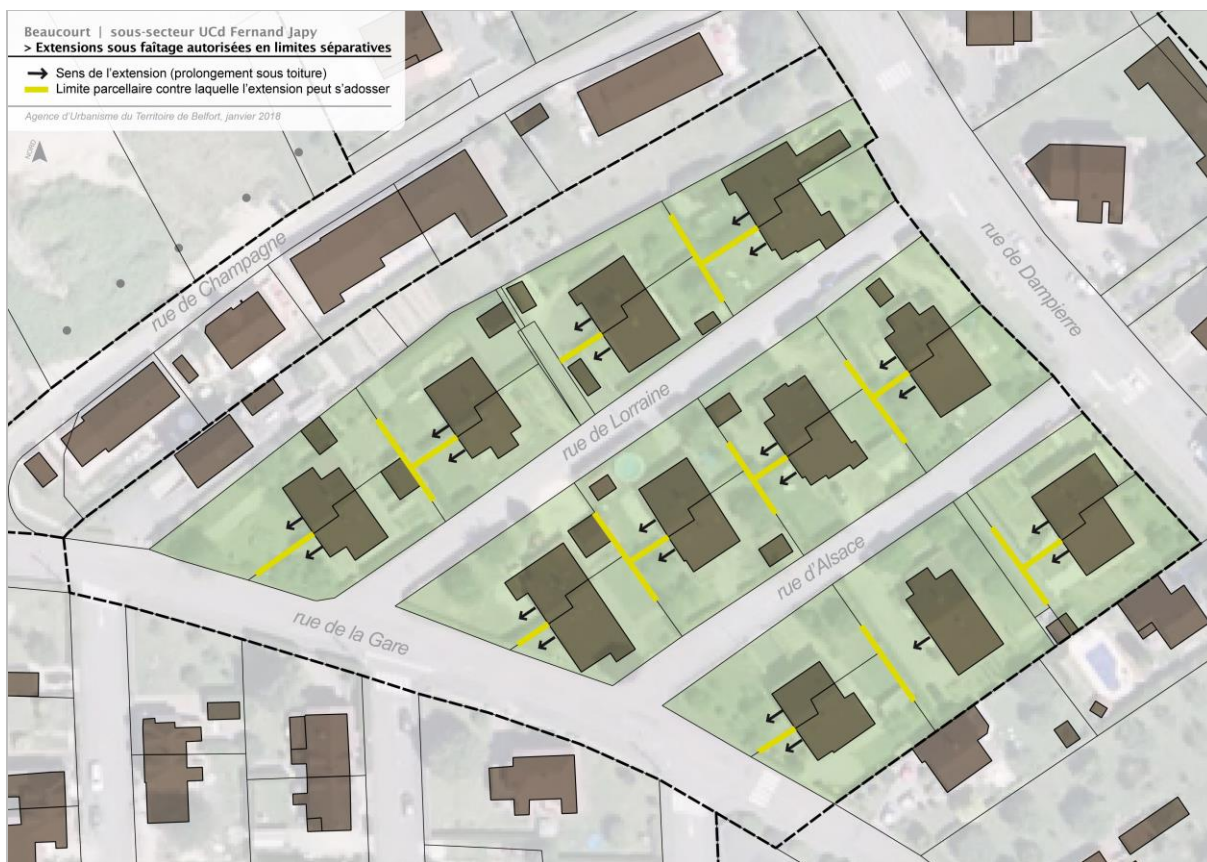 Beaucourt | sous-secteur UCd Fernand Japy
> Extensions sous faîtage autorisées en limites séparatives
Sens de l'extension (prolongement sous toiture)
Limite parcellaire contre laquelle l'extension peut s'adosser
Agence d'Urbanisme du Territoire de Belfort, janvier 2018
NORD
rue de Champagne
rue de Dampierre
rue de Lorraine
rue d'Alsace
rue de la Gare